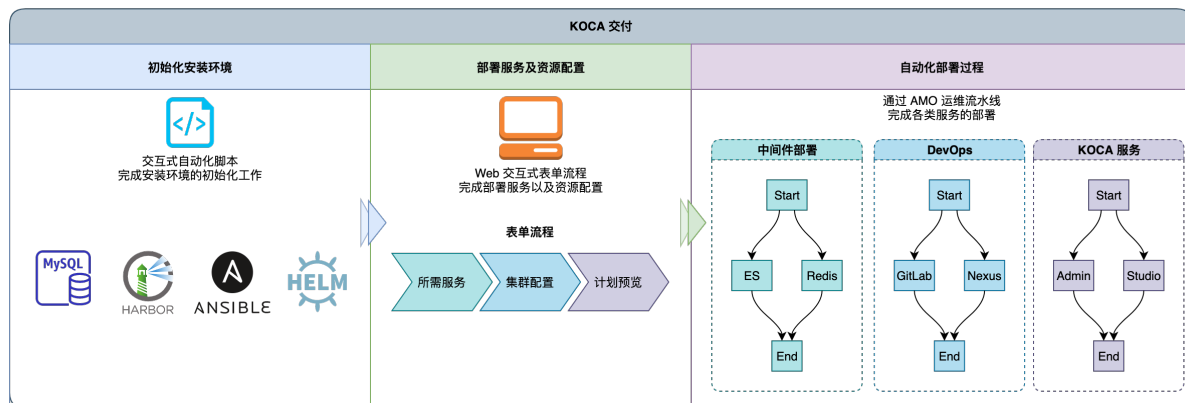 KOCA 交付
初始化安装环境
部署服务及资源配置
自动化部署过程
交互式自动化脚本
完成安装环境的初始化工作
MySQL
HARBOR
ANSIBLE
HELM
Web 交互式表单流程
完成部署服务以及资源配置
表单流程
所需服务
集群配置
计划预览
通过 AMO 运维流水线
完成各类服务的部署
中间件部署
Start
ES
Redis
End
DevOps
Start
GitLab
Nexus
End
KOCA 服务
Start
Admin
Studio
End